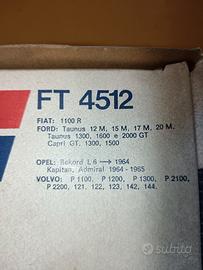 FT 4512
FIAT: 1100 R
FORD: Taunus 12 M, 15 M, 17 M, 20 M.
Taunus 1300, 1600 e 2000 GT
Capri GT. 1300, 1500
OPEL: Rekord L 6 → 1964
Kapitan, Admiral 1964 - 1965
VOLVO: P 1100, P 1200, P 1300, P 2100,
P 2200, 121, 122, 123, 142, 144.
subito